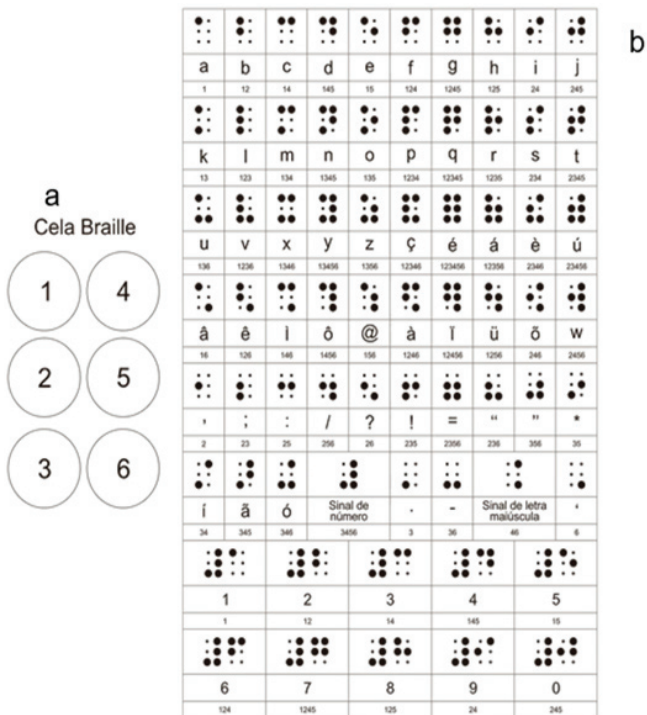 a
Cela Braille
1 4
2 5
3 6
b
a b c d e f g h i j
1 12 14 145 15 124 1245 125 24 245
k l m n o p q r s t
13 123 134 1345 135 1234 12345 1235 234 2345
u v x y z ç é á è ú
136 1236 1346 13456 1356 12346 123456 12356 2346 23456
â ê ì ô @ à ï ü õ w
16 126 146 1456 156 1246 12456 1256 246 2456
, ; : / ? ! = “ ” *
2 23 25 256 26 235 2356 236 356 35
í ã ó Sinal de número . - Sinal de letra maiúscula ‘
34 345 346 3456 3 36 46 6
1 2 3 4 5
1 12 14 145 15
6 7 8 9 0
124 1245 125 24 245